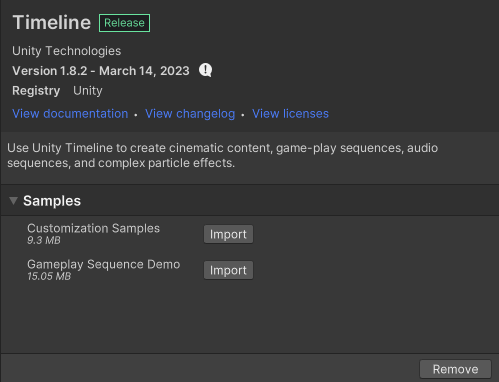 Timeline Release
Unity Technologies
Version 1.8.2 - March 14, 2023
Registry Unity
View documentation • View changelog • View licenses
Use Unity Timeline to create cinematic content, game-play sequences, audio
sequences, and complex particle effects.
Samples
Customization Samples Import
9.3 MB
Gameplay Sequence Demo Import
15.05 MB
Remove